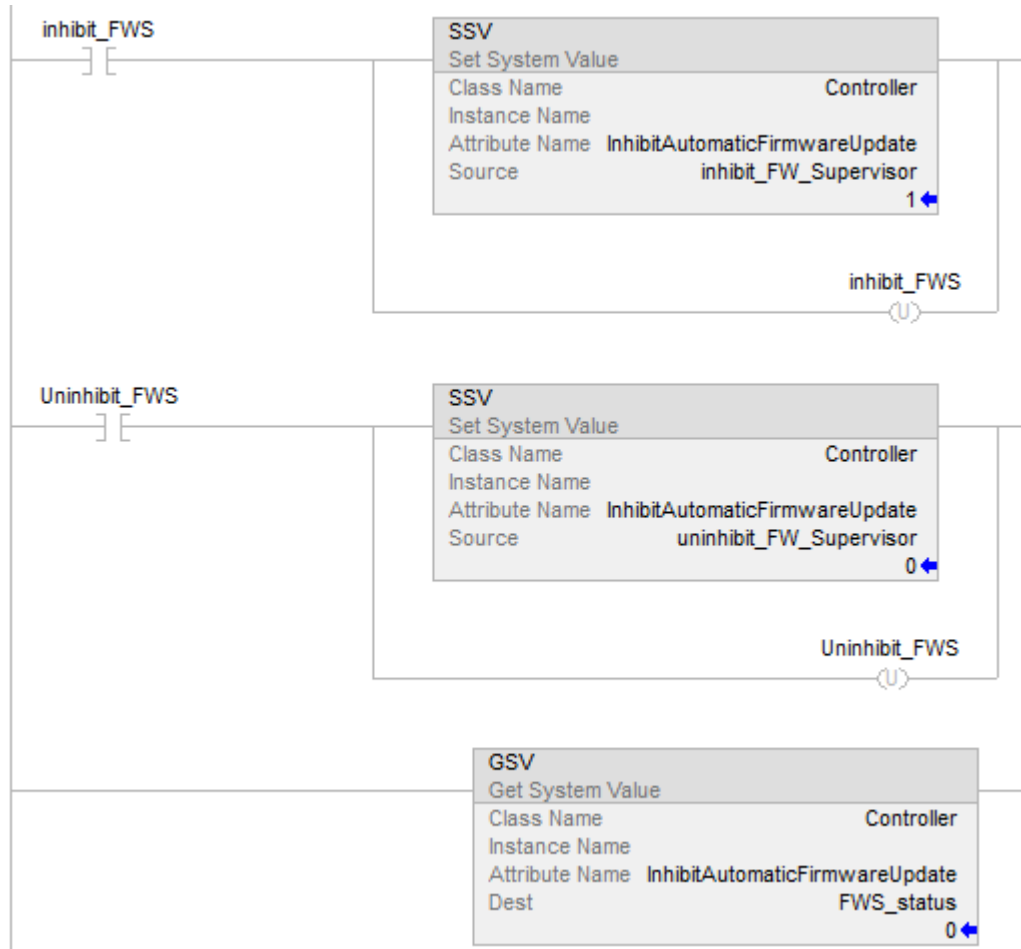 inhibit_FWS
SSV
Set System Value
Class Name Controller
Instance Name
Attribute Name InhibitAutomaticFirmwareUpdate
Source inhibit_FW_Supervisor
1
inhibit_FWS
U
Uninhibit_FWS
SSV
Set System Value
Class Name Controller
Instance Name
Attribute Name InhibitAutomaticFirmwareUpdate
Source uninhibit_FW_Supervisor
0
Uninhibit_FWS
U
GSV
Get System Value
Class Name Controller
Instance Name
Attribute Name InhibitAutomaticFirmwareUpdate
Dest FWS_status
0